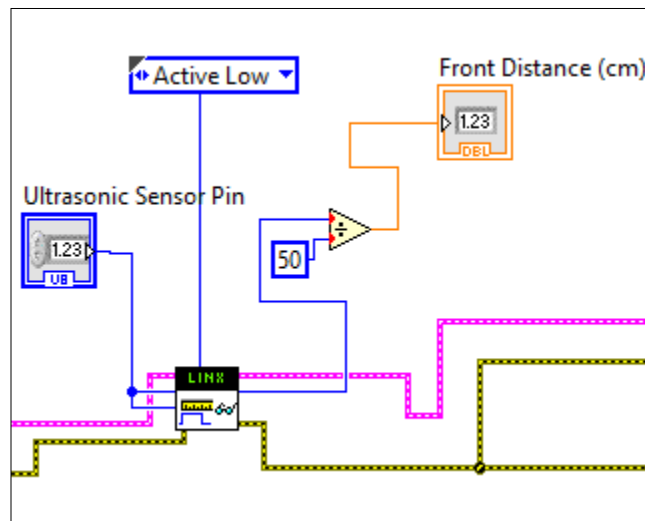 Active Low
Front Distance (cm)
1.23
DBL
Ultrasonic Sensor Pin
1.23
U8
50
÷
LINX